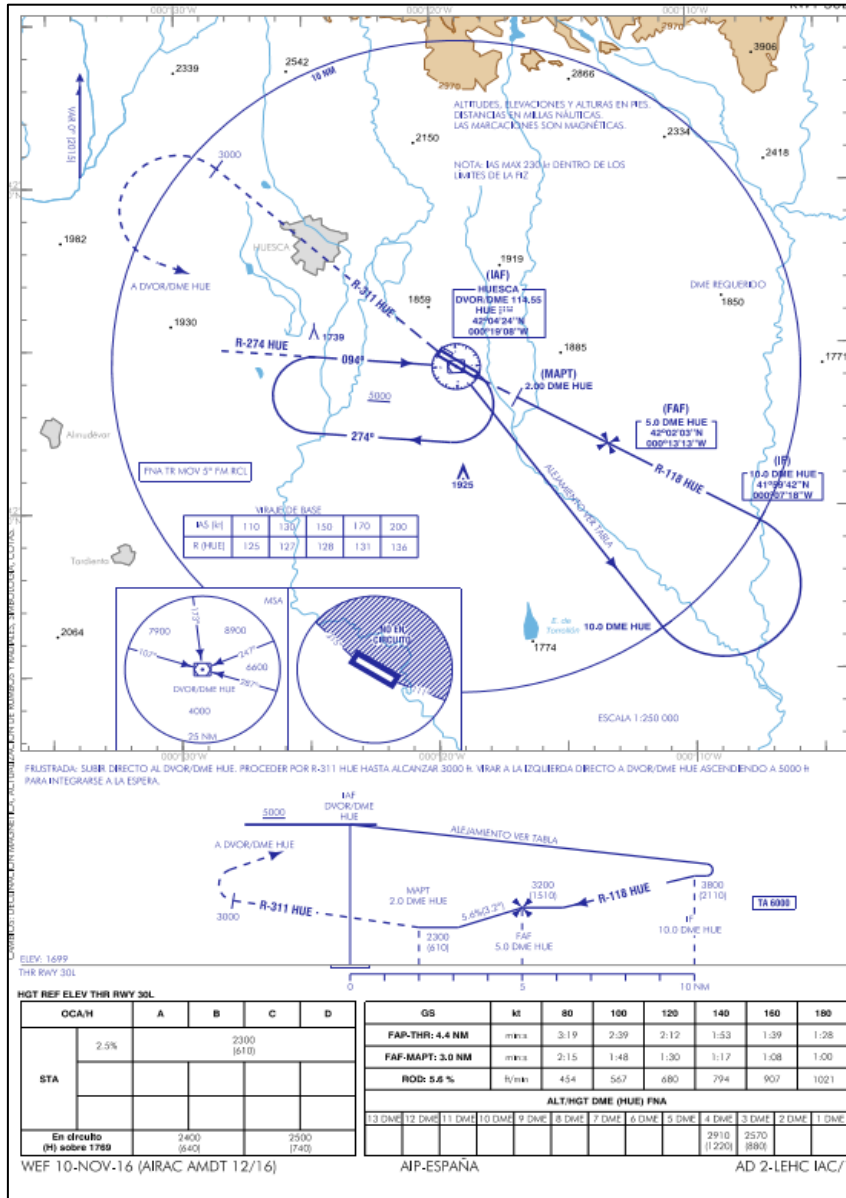 000°30'W
000°20'W
000°10'W
2970
3906
2339
2542
10 NM
2970
2866
VAR 0° (2015)
ALTITUDES, ELEVACIONES Y ALTURAS EN PIES.
DISTANCIAS EN MILLAS NÁUTICAS.
LAS MARCACIONES SON MAGNÉTICAS.
2150
2334
2418
3000
NOTA: IAS MAX 230 kt DENTRO DE LOS
LÍMITES DE LA FIZ
1982
HUESCA
1919
A DVOR/DME HUE
R-311 HUE
(IAF)
HUESCA
DVOR/DME 114.55
HUE
42°04'24"N
000°19'08"W
DME REQUERIDO
1850
1859
1930
1739
1885
1771
R-274 HUE
094°
(MAPT)
2.00 DME HUE
5000
(FAF)
5.0 DME HUE
42°02'03"N
000°13'13"W
Almudévar
274°
R-118 HUE
(IF)
10.0 DME HUE
41°59'42"N
000°07'18"W
FNA TR MOV 5° FM RCL
1925
ALEJAMIENTO VER TABLA
VIRAJE DE BASE
IAS (kt) 110 130 150 170 200
R (HUE) 125 127 128 131 136
Tardienta
MSA
2064
7900
173°
8900
107°
247°
6600
DVOR/DME HUE
287°
4000
25 NM
NO EN
CIRCUITO
10.0 DME HUE
E. de
Torrollón
1774
ESCALA 1:250 000
000°30'W
000°20'W
000°10'W
FRUSTRADA: SUBIR DIRECTO AL DVOR/DME HUE. PROCEDER POR R-311 HUE HASTA ALCANZAR 3000 ft. VIRAR A LA IZQUIERDA DIRECTO A DVOR/DME HUE ASCENDIENDO A 5000 ft
PARA INTEGRARSE A LA ESPERA.
IAF
DVOR/DME
HUE
5000
ALEJAMIENTO VER TABLA
A DVOR/DME HUE
3000
R-311 HUE
MAPT
2.0 DME HUE
3200
(1510)
R-118 HUE
3800
(2110)
TA 6000
5.6%(3.2°)
2300
(610)
FAF
5.0 DME HUE
IF
10.0 DME HUE
ELEV: 1699
THR RWY 30L
0
5
10 NM
HGT REF ELEV THR RWY 30L
OCA/H A B C D
STA 2.5% 2300
(610)
En circuito
(H) sobre 1769
2400
(640)
2500
(740)
GS kt 80 100 120 140 160 180
FAP-THR: 4.4 NM min:s 3:19 2:39 2:12 1:53 1:39 1:28
FAF-MAPT: 3.0 NM min:s 2:15 1:48 1:30 1:17 1:08 1:00
ROD: 5.6 % ft/min 454 567 680 794 907 1021
ALT/HGT DME (HUE) FNA
13 DME 12 DME 11 DME 10 DME 9 DME 8 DME 7 DME 6 DME 5 DME 4 DME 3 DME 2 DME 1 DME
2910 2570
(1220) (880)
WEF 10-NOV-16 (AIRAC AMDT 12/16)
AIP-ESPAÑA
AD 2-LEHC IAC/